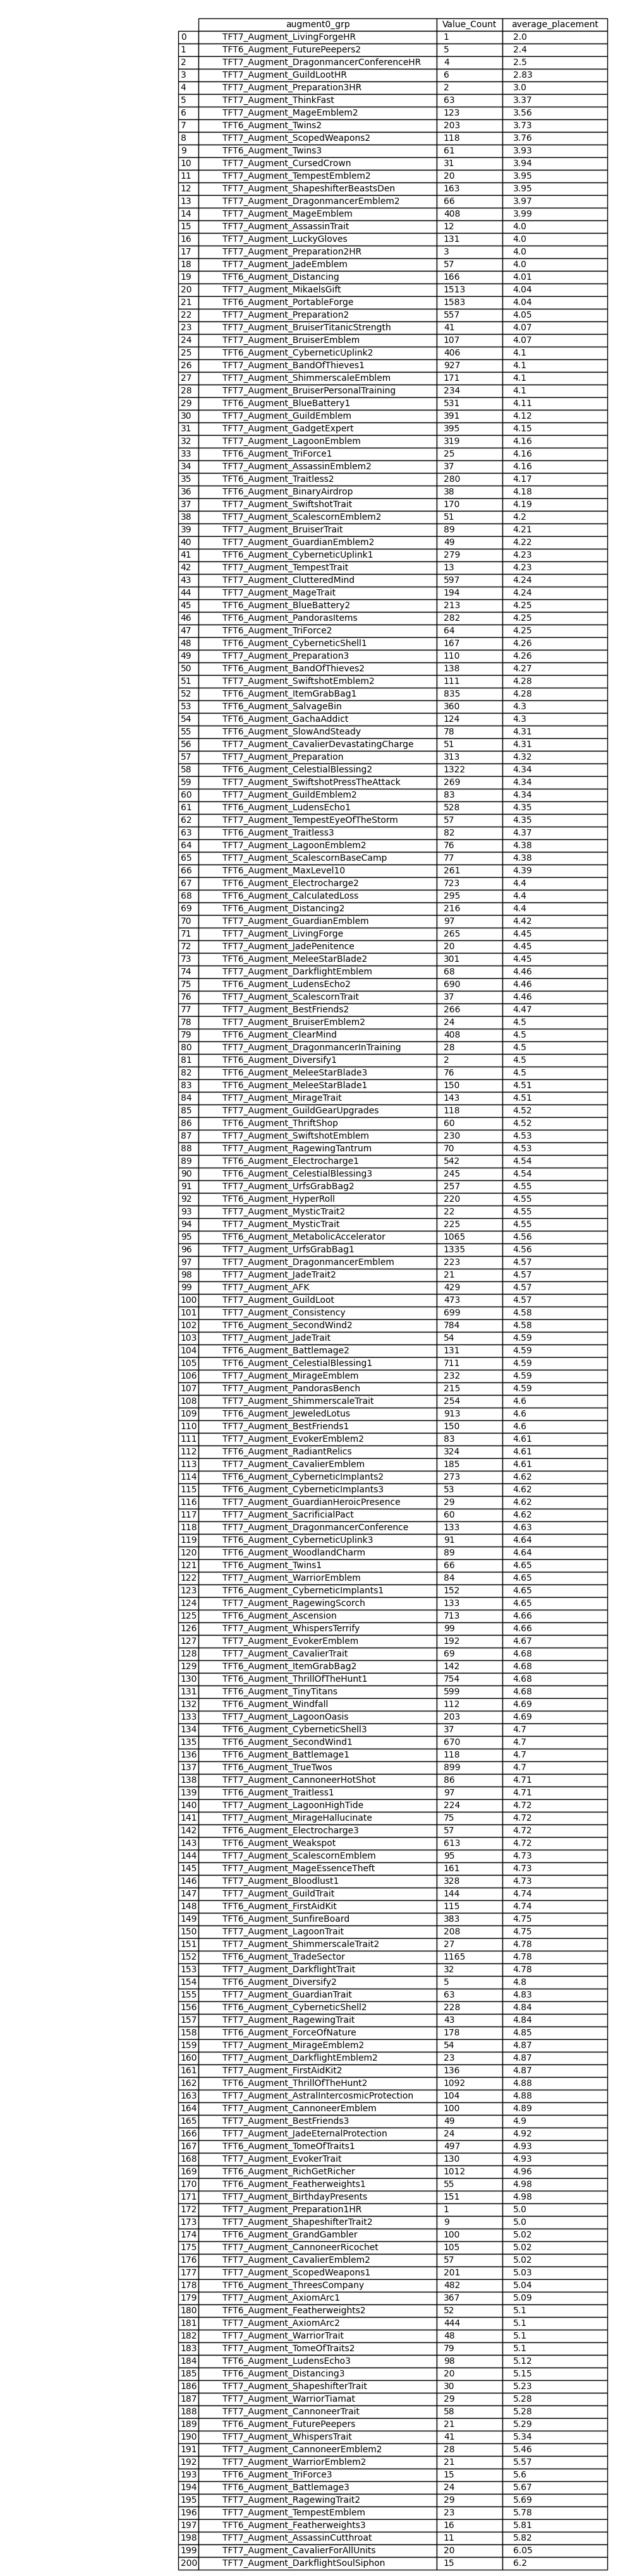 augment0_grp Value_Count average_placement
0 TFT7_Augment_LivingForgeHR 1 2.0
1 TFT6_Augment_FuturePeepers2 5 2.4
2 TFT7_Augment_DragonmancerConferenceHR 4 2.5
3 TFT7_Augment_GuildLootHR 6 2.83
4 TFT7_Augment_Preparation3HR 2 3.0
5 TFT7_Augment_ThinkFast 63 3.37
6 TFT7_Augment_MageEmblem2 123 3.56
7 TFT6_Augment_Twins2 203 3.73
8 TFT7_Augment_ScopedWeapons2 118 3.76
9 TFT6_Augment_Twins3 61 3.93
10 TFT7_Augment_CursedCrown 31 3.94
11 TFT7_Augment_TempestEmblem2 20 3.95
12 TFT7_Augment_ShapeshifterBeastsDen 163 3.95
13 TFT7_Augment_DragonmancerEmblem2 66 3.97
14 TFT7_Augment_MageEmblem 408 3.99
15 TFT7_Augment_AssassinTrait 12 4.0
16 TFT7_Augment_LuckyGloves 131 4.0
17 TFT7_Augment_Preparation2HR 3 4.0
18 TFT7_Augment_JadeEmblem 57 4.0
19 TFT6_Augment_Distancing 166 4.01
20 TFT7_Augment_MikaelsGift 1513 4.04
21 TFT6_Augment_PortableForge 1583 4.04
22 TFT7_Augment_Preparation2 557 4.05
23 TFT7_Augment_BruiserTitanicStrength 41 4.07
24 TFT7_Augment_BruiserEmblem 107 4.07
25 TFT6_Augment_CyberneticUplink2 406 4.1
26 TFT7_Augment_BandOfThieves1 927 4.1
27 TFT7_Augment_ShimmerscaleEmblem 171 4.1
28 TFT7_Augment_BruiserPersonalTraining 234 4.1
29 TFT6_Augment_BlueBattery1 531 4.11
30 TFT7_Augment_GuildEmblem 391 4.12
31 TFT7_Augment_GadgetExpert 395 4.15
32 TFT7_Augment_LagoonEmblem 319 4.16
33 TFT6_Augment_TriForce1 25 4.16
34 TFT7_Augment_AssassinEmblem2 37 4.16
35 TFT6_Augment_Traitless2 280 4.17
36 TFT6_Augment_BinaryAirdrop 38 4.18
37 TFT7_Augment_SwiftshotTrait 170 4.19
38 TFT7_Augment_ScalescornEmblem2 51 4.2
39 TFT7_Augment_BruiserTrait 89 4.21
40 TFT7_Augment_GuardianEmblem2 49 4.22
41 TFT6_Augment_CyberneticUplink1 279 4.23
42 TFT7_Augment_TempestTrait 13 4.23
43 TFT7_Augment_ClutteredMind 597 4.24
44 TFT7_Augment_MageTrait 194 4.24
45 TFT6_Augment_BlueBattery2 213 4.25
46 TFT6_Augment_PandorasItems 282 4.25
47 TFT6_Augment_TriForce2 64 4.25
48 TFT6_Augment_CyberneticShell1 167 4.26
49 TFT7_Augment_Preparation3 110 4.26
50 TFT6_Augment_BandOfThieves2 138 4.27
51 TFT7_Augment_SwiftshotEmblem2 111 4.28
52 TFT6_Augment_ItemGrabBag1 835 4.28
53 TFT6_Augment_SalvageBin 360 4.3
54 TFT7_Augment_GachaAddict 124 4.3
55 TFT6_Augment_SlowAndSteady 78 4.31
56 TFT7_Augment_CavalierDevastatingCharge 51 4.31
57 TFT7_Augment_Preparation 313 4.32
58 TFT6_Augment_CelestialBlessing2 1322 4.34
59 TFT7_Augment_SwiftshotPressTheAttack 269 4.34
60 TFT7_Augment_GuildEmblem2 83 4.34
61 TFT6_Augment_LudensEcho1 528 4.35
62 TFT7_Augment_TempestEyeOfTheStorm 57 4.35
63 TFT6_Augment_Traitless3 82 4.37
64 TFT7_Augment_LagoonEmblem2 76 4.38
65 TFT7_Augment_ScalescornBaseCamp 77 4.38
66 TFT6_Augment_MaxLevel10 261 4.39
67 TFT6_Augment_Electrocharge2 723 4.4
68 TFT6_Augment_CalculatedLoss 295 4.4
69 TFT6_Augment_Distancing2 216 4.4
70 TFT7_Augment_GuardianEmblem 97 4.42
71 TFT7_Augment_LivingForge 265 4.45
72 TFT7_Augment_JadePenitence 20 4.45
73 TFT6_Augment_MeleeStarBlade2 301 4.45
74 TFT7_Augment_DarkflightEmblem 68 4.46
75 TFT6_Augment_LudensEcho2 690 4.46
76 TFT7_Augment_ScalescornTrait 37 4.46
77 TFT7_Augment_BestFriends2 266 4.47
78 TFT7_Augment_BruiserEmblem2 24 4.5
79 TFT6_Augment_ClearMind 408 4.5
80 TFT7_Augment_DragonmancerInTraining 28 4.5
81 TFT6_Augment_Diversify1 2 4.5
82 TFT6_Augment_MeleeStarBlade3 76 4.5
83 TFT6_Augment_MeleeStarBlade1 150 4.51
84 TFT7_Augment_MirageTrait 143 4.51
85 TFT7_Augment_GuildGearUpgrades 118 4.52
86 TFT6_Augment_ThriftShop 60 4.52
87 TFT7_Augment_SwiftshotEmblem 230 4.53
88 TFT7_Augment_RagewingTantrum 70 4.53
89 TFT6_Augment_Electrocharge1 542 4.54
90 TFT6_Augment_CelestialBlessing3 245 4.54
91 TFT7_Augment_UrfsGrabBag2 257 4.55
92 TFT6_Augment_HyperRoll 220 4.55
93 TFT7_Augment_MysticTrait2 22 4.55
94 TFT7_Augment_MysticTrait 225 4.55
95 TFT6_Augment_MetabolicAccelerator 1065 4.56
96 TFT7_Augment_UrfsGrabBag1 1335 4.56
97 TFT7_Augment_DragonmancerEmblem 223 4.57
98 TFT7_Augment_JadeTrait2 21 4.57
99 TFT7_Augment_AFK 429 4.57
100 TFT7_Augment_GuildLoot 473 4.57
101 TFT7_Augment_Consistency 699 4.58
102 TFT6_Augment_SecondWind2 784 4.58
103 TFT7_Augment_JadeTrait 54 4.59
104 TFT6_Augment_Battlemage2 131 4.59
105 TFT6_Augment_CelestialBlessing1 711 4.59
106 TFT7_Augment_MirageEmblem 232 4.59
107 TFT7_Augment_PandorasBench 215 4.59
108 TFT7_Augment_ShimmerscaleTrait 254 4.6
109 TFT6_Augment_JeweledLotus 913 4.6
110 TFT7_Augment_BestFriends1 150 4.6
111 TFT7_Augment_EvokerEmblem2 83 4.61
112 TFT6_Augment_RadiantRelics 324 4.61
113 TFT7_Augment_CavalierEmblem 185 4.61
114 TFT6_Augment_CyberneticImplants2 273 4.62
115 TFT6_Augment_CyberneticImplants3 53 4.62
116 TFT7_Augment_GuardianHeroicPresence 29 4.62
117 TFT7_Augment_SacrificialPact 60 4.62
118 TFT7_Augment_DragonmancerConference 133 4.63
119 TFT6_Augment_CyberneticUplink3 91 4.64
120 TFT6_Augment_WoodlandCharm 89 4.64
121 TFT6_Augment_Twins1 66 4.65
122 TFT7_Augment_WarriorEmblem 84 4.65
123 TFT6_Augment_CyberneticImplants1 152 4.65
124 TFT7_Augment_RagewingScorch 133 4.65
125 TFT6_Augment_Ascension 713 4.66
126 TFT7_Augment_WhispersTerrify 99 4.66
127 TFT7_Augment_EvokerEmblem 192 4.67
128 TFT7_Augment_CavalierTrait 69 4.68
129 TFT6_Augment_ItemGrabBag2 142 4.68
130 TFT6_Augment_ThrillOfTheHunt1 754 4.68
131 TFT6_Augment_TinyTitans 599 4.68
132 TFT6_Augment_Windfall 112 4.69
133 TFT7_Augment_LagoonOasis 203 4.69
134 TFT6_Augment_CyberneticShell3 37 4.7
135 TFT6_Augment_SecondWind1 670 4.7
136 TFT6_Augment_Battlemage1 118 4.7
137 TFT6_Augment_TrueTwos 899 4.7
138 TFT7_Augment_CannoneerHotShot 86 4.71
139 TFT6_Augment_Traitless1 97 4.71
140 TFT7_Augment_LagoonHighTide 224 4.72
141 TFT7_Augment_MirageHallucinate 75 4.72
142 TFT6_Augment_Electrocharge3 57 4.72
143 TFT6_Augment_Weakspot 613 4.72
144 TFT7_Augment_ScalescornEmblem 95 4.73
145 TFT7_Augment_MageEssenceTheft 161 4.73
146 TFT7_Augment_Bloodlust1 328 4.73
147 TFT7_Augment_GuildTrait 144 4.74
148 TFT7_Augment_FirstAidKit 115 4.74
149 TFT6_Augment_SunfireBoard 383 4.75
150 TFT7_Augment_LagoonTrait 208 4.75
151 TFT7_Augment_ShimmerscaleTrait2 27 4.78
152 TFT6_Augment_TradeSector 1165 4.78
153 TFT7_Augment_DarkflightTrait 32 4.78
154 TFT6_Augment_Diversify2 5 4.8
155 TFT7_Augment_GuardianTrait 63 4.83
156 TFT6_Augment_CyberneticShell2 228 4.84
157 TFT7_Augment_RagewingTrait 43 4.84
158 TFT6_Augment_ForceOfNature 178 4.85
159 TFT7_Augment_MirageEmblem2 54 4.87
160 TFT7_Augment_DarkflightEmblem2 23 4.87
161 TFT7_Augment_FirstAidKit2 136 4.87
162 TFT6_Augment_ThrillOfTheHunt2 1092 4.88
163 TFT7_Augment_AstralIntercosmicProtection 104 4.88
164 TFT7_Augment_CannoneerEmblem 100 4.89
165 TFT7_Augment_BestFriends3 49 4.9
166 TFT7_Augment_JadeEternalProtection 24 4.92
167 TFT6_Augment_TomeOfTraits1 497 4.93
168 TFT7_Augment_EvokerTrait 130 4.93
169 TFT6_Augment_RichGetRicher 1012 4.96
170 TFT6_Augment_Featherweights1 55 4.98
171 TFT7_Augment_BirthdayPresents 151 4.98
172 TFT7_Augment_Preparation1HR 1 5.0
173 TFT7_Augment_ShapeshifterTrait2 9 5.0
174 TFT6_Augment_GrandGambler 100 5.02
175 TFT7_Augment_CannoneerRicochet 105 5.02
176 TFT7_Augment_CavalierEmblem2 57 5.02
177 TFT7_Augment_ScopedWeapons1 201 5.03
178 TFT6_Augment_ThreesCompany 482 5.04
179 TFT7_Augment_AxiomArc1 367 5.09
180 TFT6_Augment_Featherweights2 52 5.1
181 TFT7_Augment_AxiomArc2 444 5.1
182 TFT7_Augment_WarriorTrait 48 5.1
183 TFT7_Augment_TomeOfTraits2 79 5.1
184 TFT6_Augment_LudensEcho3 98 5.12
185 TFT6_Augment_Distancing3 20 5.15
186 TFT7_Augment_ShapeshifterTrait 30 5.23
187 TFT7_Augment_WarriorTiamat 29 5.28
188 TFT7_Augment_CannoneerTrait 58 5.28
189 TFT6_Augment_FuturePeepers 21 5.29
190 TFT7_Augment_WhispersTrait 41 5.34
191 TFT7_Augment_CannoneerEmblem2 28 5.46
192 TFT7_Augment_WarriorEmblem2 21 5.57
193 TFT6_Augment_TriForce3 15 5.6
194 TFT6_Augment_Battlemage3 24 5.67
195 TFT7_Augment_RagewingTrait2 29 5.69
196 TFT7_Augment_TempestEmblem 23 5.78
197 TFT6_Augment_Featherweights3 16 5.81
198 TFT7_Augment_AssassinCutthroat 11 5.82
199 TFT7_Augment_CavalierForAllUnits 20 6.05
200 TFT7_Augment_DarkflightSoulSiphon 15 6.2